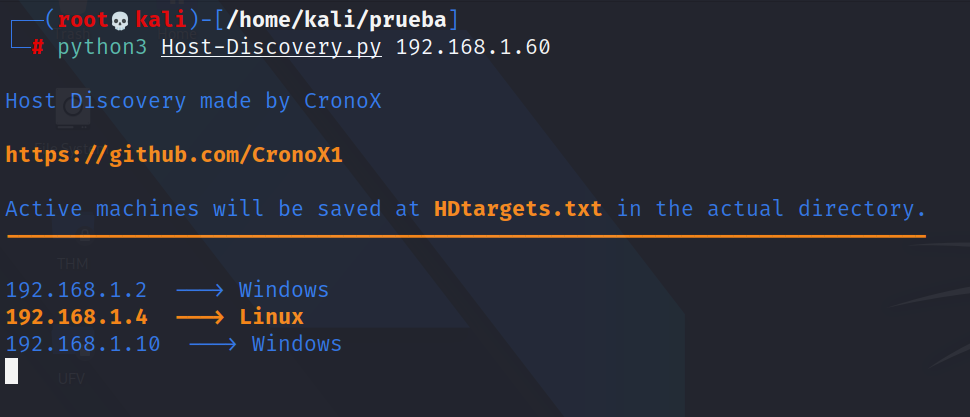 ┌──(root💀kali)-[/home/kali/prueba]
└─# python3 Host-Discovery.py 192.168.1.60
Host Discovery made by CronoX
https://github.com/CronoX1
Active machines will be saved at HDtargets.txt in the actual directory.
THM
192.168.1.2 ───> Windows
192.168.1.4 ───> Linux
192.168.1.10 ───> Windows
UFV